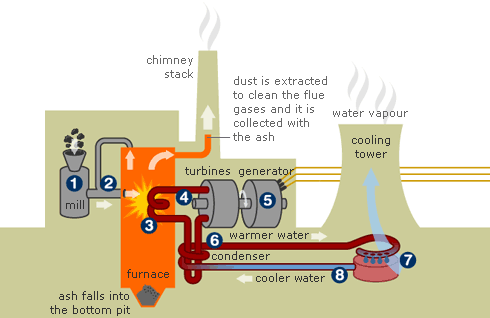 chimney
stack
dust is extracted
to clean the flue
gases and it is
collected with
the ash
water vapour
cooling
tower
1
2
mill
turbines
generator
3
4
5
6
warmer water
condenser
7
8
cooler water
furnace
ash falls into
the bottom pit